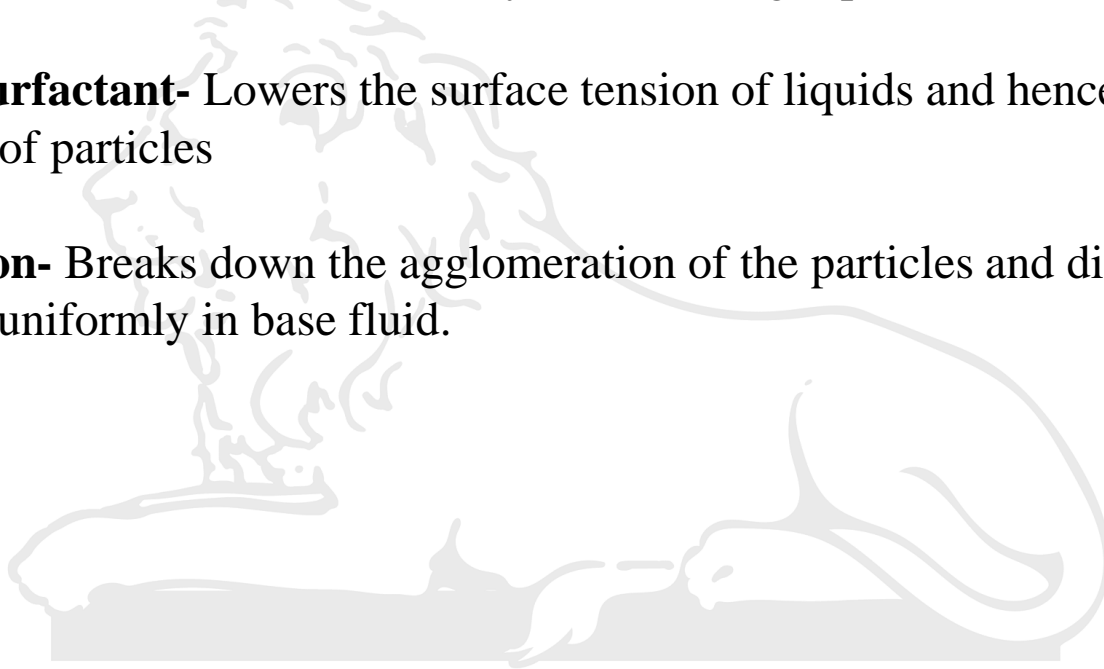 urfactant- Lowers the surface tension of liquids and hence
of particles
on- Breaks down the agglomeration of the particles and di
uniformly in base fluid.